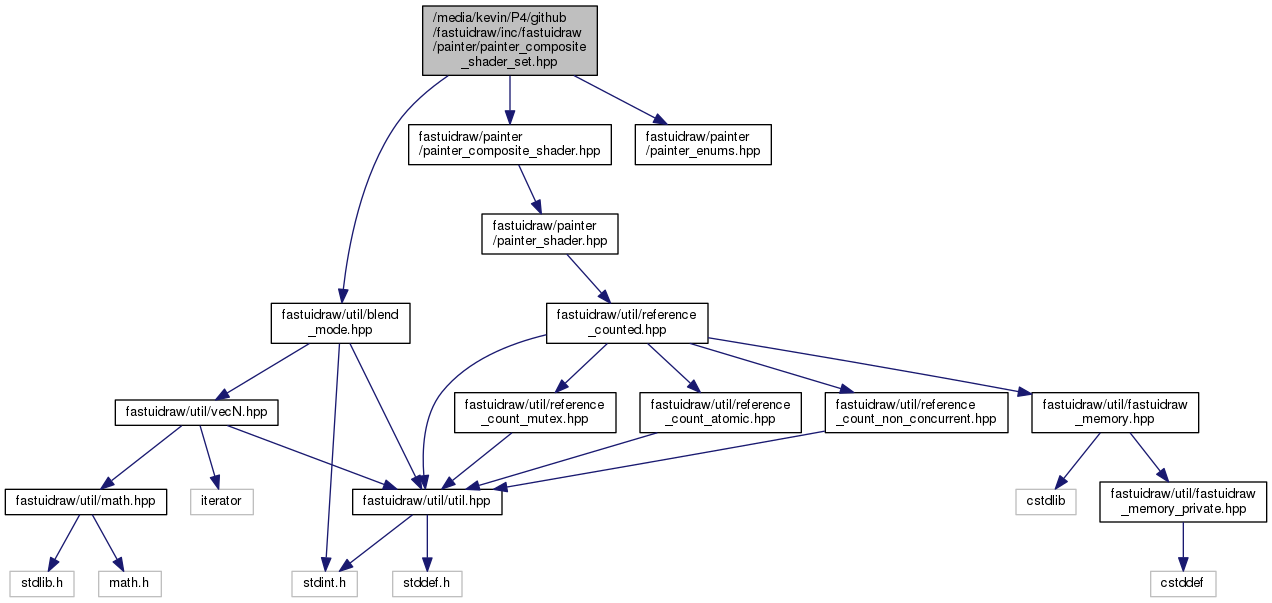 /media/kevin/P4/github
/fastuidraw/inc/fastuidraw
/painter/painter_composite
_shader_set.hpp
fastuidraw/painter
/painter_composite_shader.hpp
fastuidraw/painter
/painter_enums.hpp
fastuidraw/painter
/painter_shader.hpp
fastuidraw/util/blend
_mode.hpp
fastuidraw/util/reference
_counted.hpp
fastuidraw/util/vecN.hpp
fastuidraw/util/reference
_count_mutex.hpp
fastuidraw/util/reference
_count_atomic.hpp
fastuidraw/util/reference
_count_non_concurrent.hpp
fastuidraw/util/fastuidraw
_memory.hpp
fastuidraw/util/math.hpp
iterator
fastuidraw/util/util.hpp
cstdlib
fastuidraw/util/fastuidraw
_memory_private.hpp
stdlib.h
math.h
stdint.h
stddef.h
cstddef